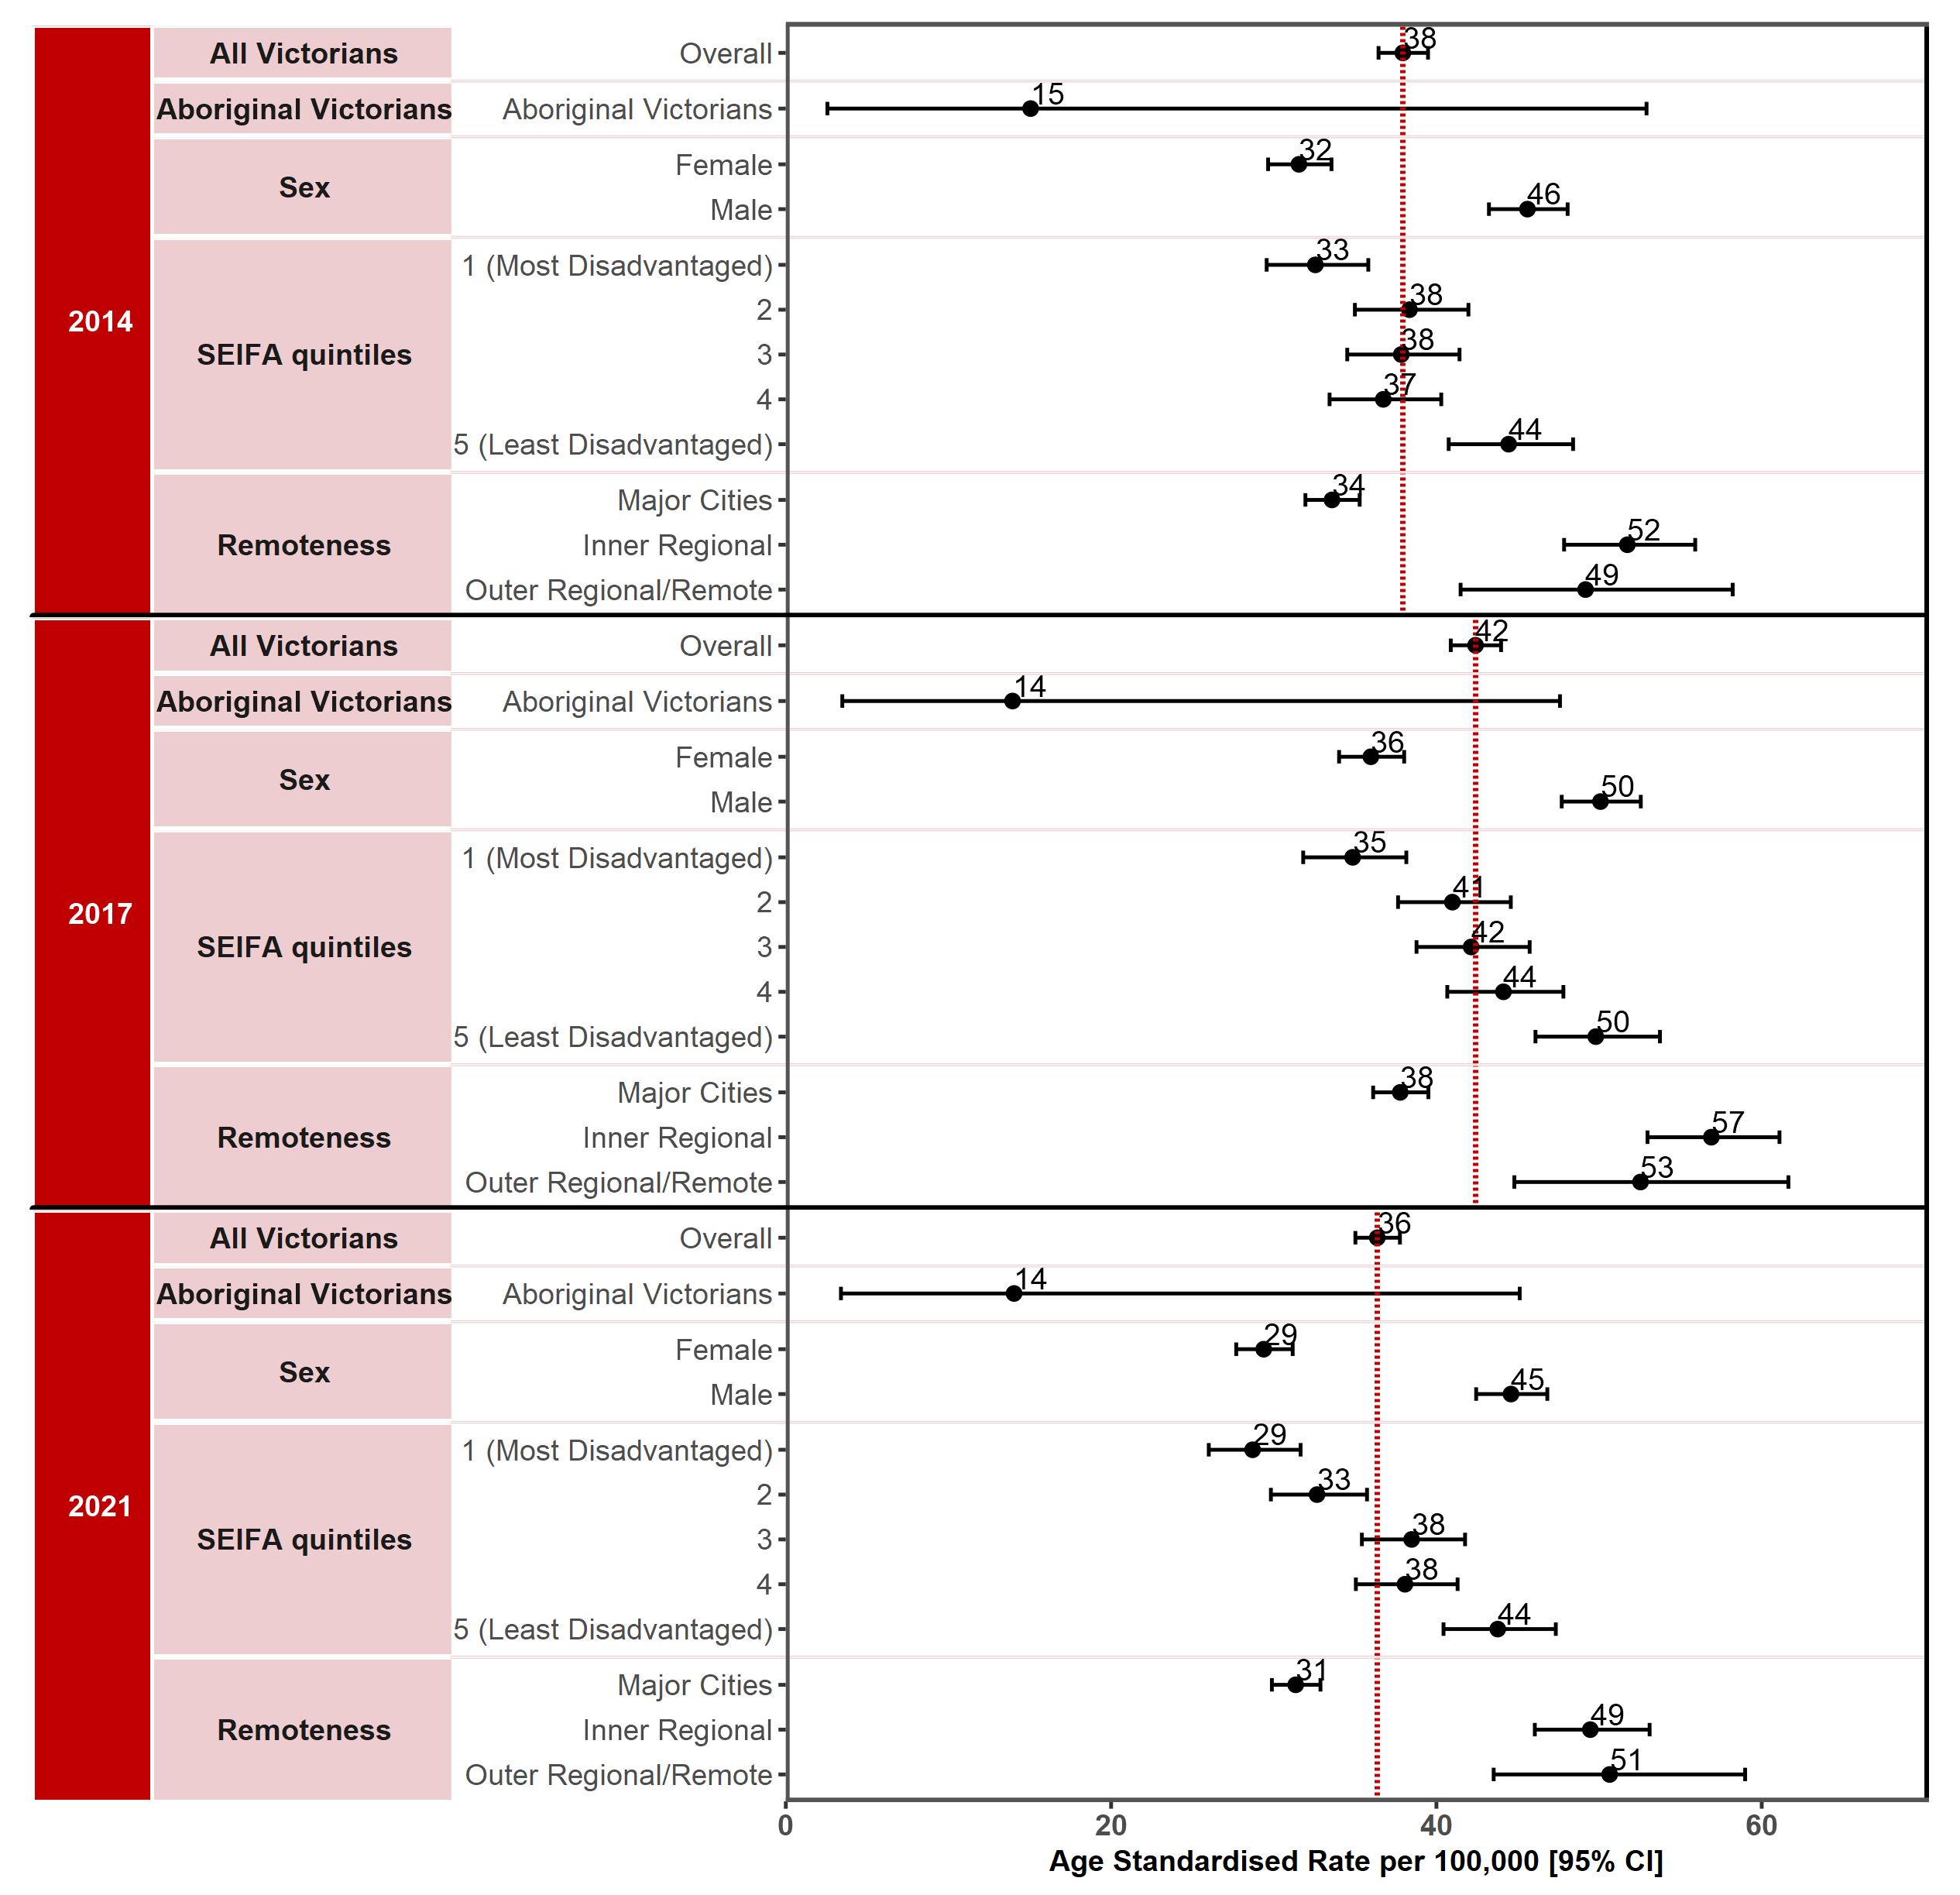 2014
All Victorians
Overall
38
Aboriginal Victorians
Aboriginal Victorians
15
Sex
Female
32
Male
46
SEIFA quintiles
1 (Most Disadvantaged)
33
2
38
3
38
4
37
5 (Least Disadvantaged)
44
Remoteness
Major Cities
34
Inner Regional
52
Outer Regional/Remote
49
2017
All Victorians
Overall
42
Aboriginal Victorians
Aboriginal Victorians
14
Sex
Female
36
Male
50
SEIFA quintiles
1 (Most Disadvantaged)
35
2
41
3
42
4
44
5 (Least Disadvantaged)
50
Remoteness
Major Cities
38
Inner Regional
57
Outer Regional/Remote
53
2021
All Victorians
Overall
36
Aboriginal Victorians
Aboriginal Victorians
14
Sex
Female
29
Male
45
SEIFA quintiles
1 (Most Disadvantaged)
29
2
33
3
38
4
38
5 (Least Disadvantaged)
44
Remoteness
Major Cities
31
Inner Regional
49
Outer Regional/Remote
51
0 20 40 60
Age Standardised Rate per 100,000 [95% CI]